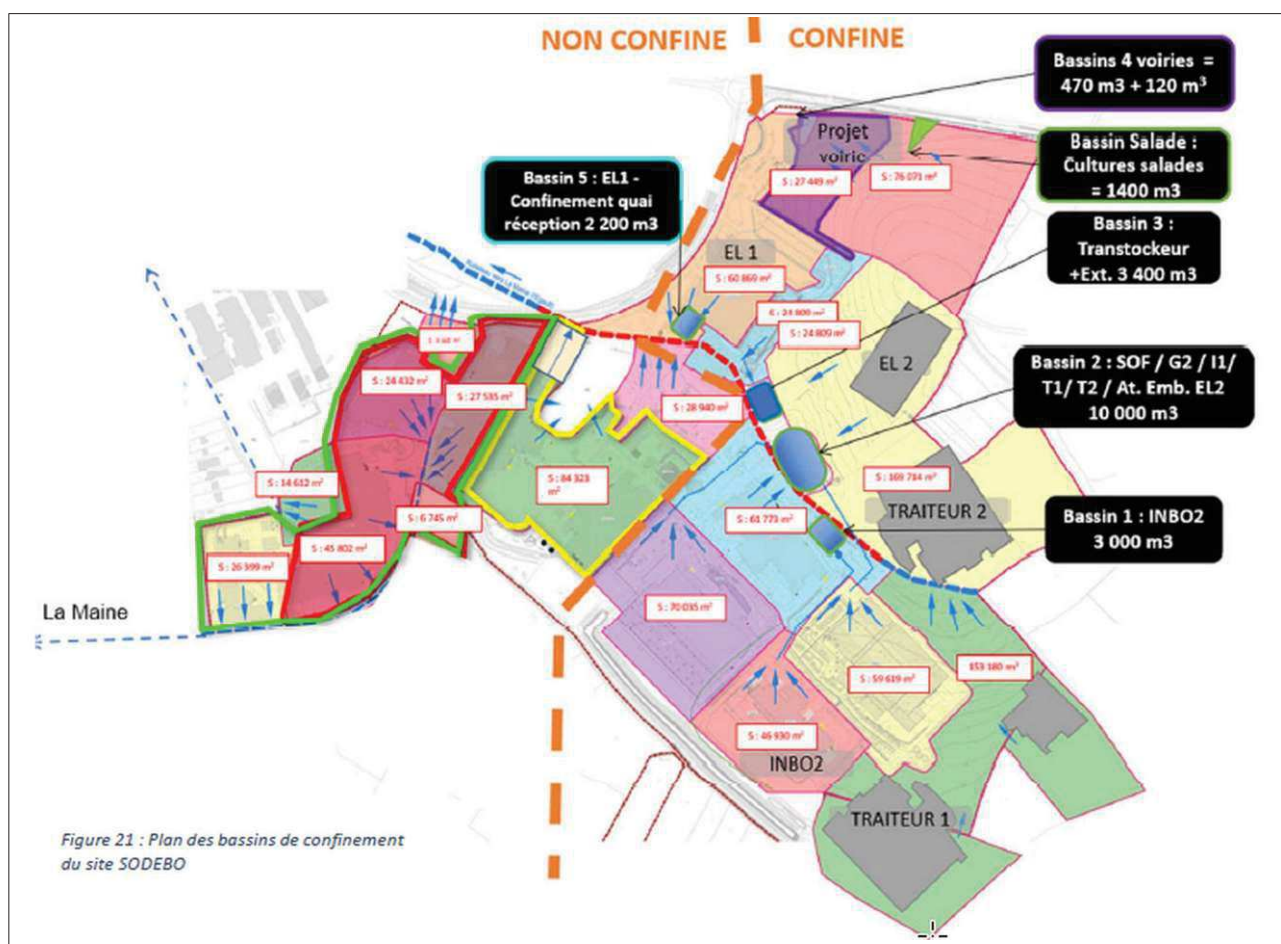 NON CONFINE
CONFINE
Bassins 4 voiries =
470 m3 + 120 m³
Projet
voirie
Bassin Salade :
Cultures salades
= 1400 m3
Bassin 5 : EL1 -
Confinement quai
réception 2 200 m3
S : 27 449 m²
S : 76 071 m²
Bassin 3 :
Transtockeur
+Ext. 3 400 m3
EL 1
S : 60 869 m²
S : 24 809 m²
S : 24 809 m²
EL 2
Bassin 2 : SOF / G2 / I1/
T1/ T2 / At. Emb. EL2
10 000 m3
S : 24 432 m²
S : 27 535 m²
S : 28 940 m²
S : 84 323
m²
S : 14 612 m²
S : 169 714 m²
TRAITEUR 2
S : 6 745 m²
S : 61 773 m²
Bassin 1 : INBO2
3 000 m3
S : 45 802 m²
S : 26 399 m²
La Maine
S : 70 035 m²
S : 59 619 m²
153 180 m²
S : 46 930 m²
INBO2
TRAITEUR 1
Figure 21 : Plan des bassins de confinement
du site SODEBO